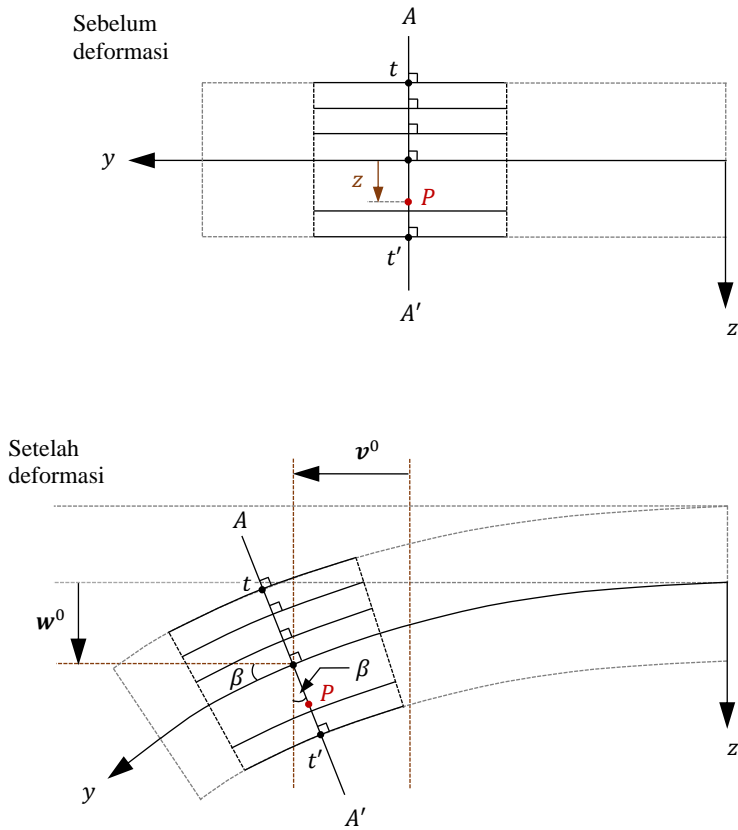 Sebelum
deformasi
A
t
y
z
P
t′
A′
z
Setelah
deformasi
v⁰
A
t
w⁰
β
β
P
t′
z
y
A′